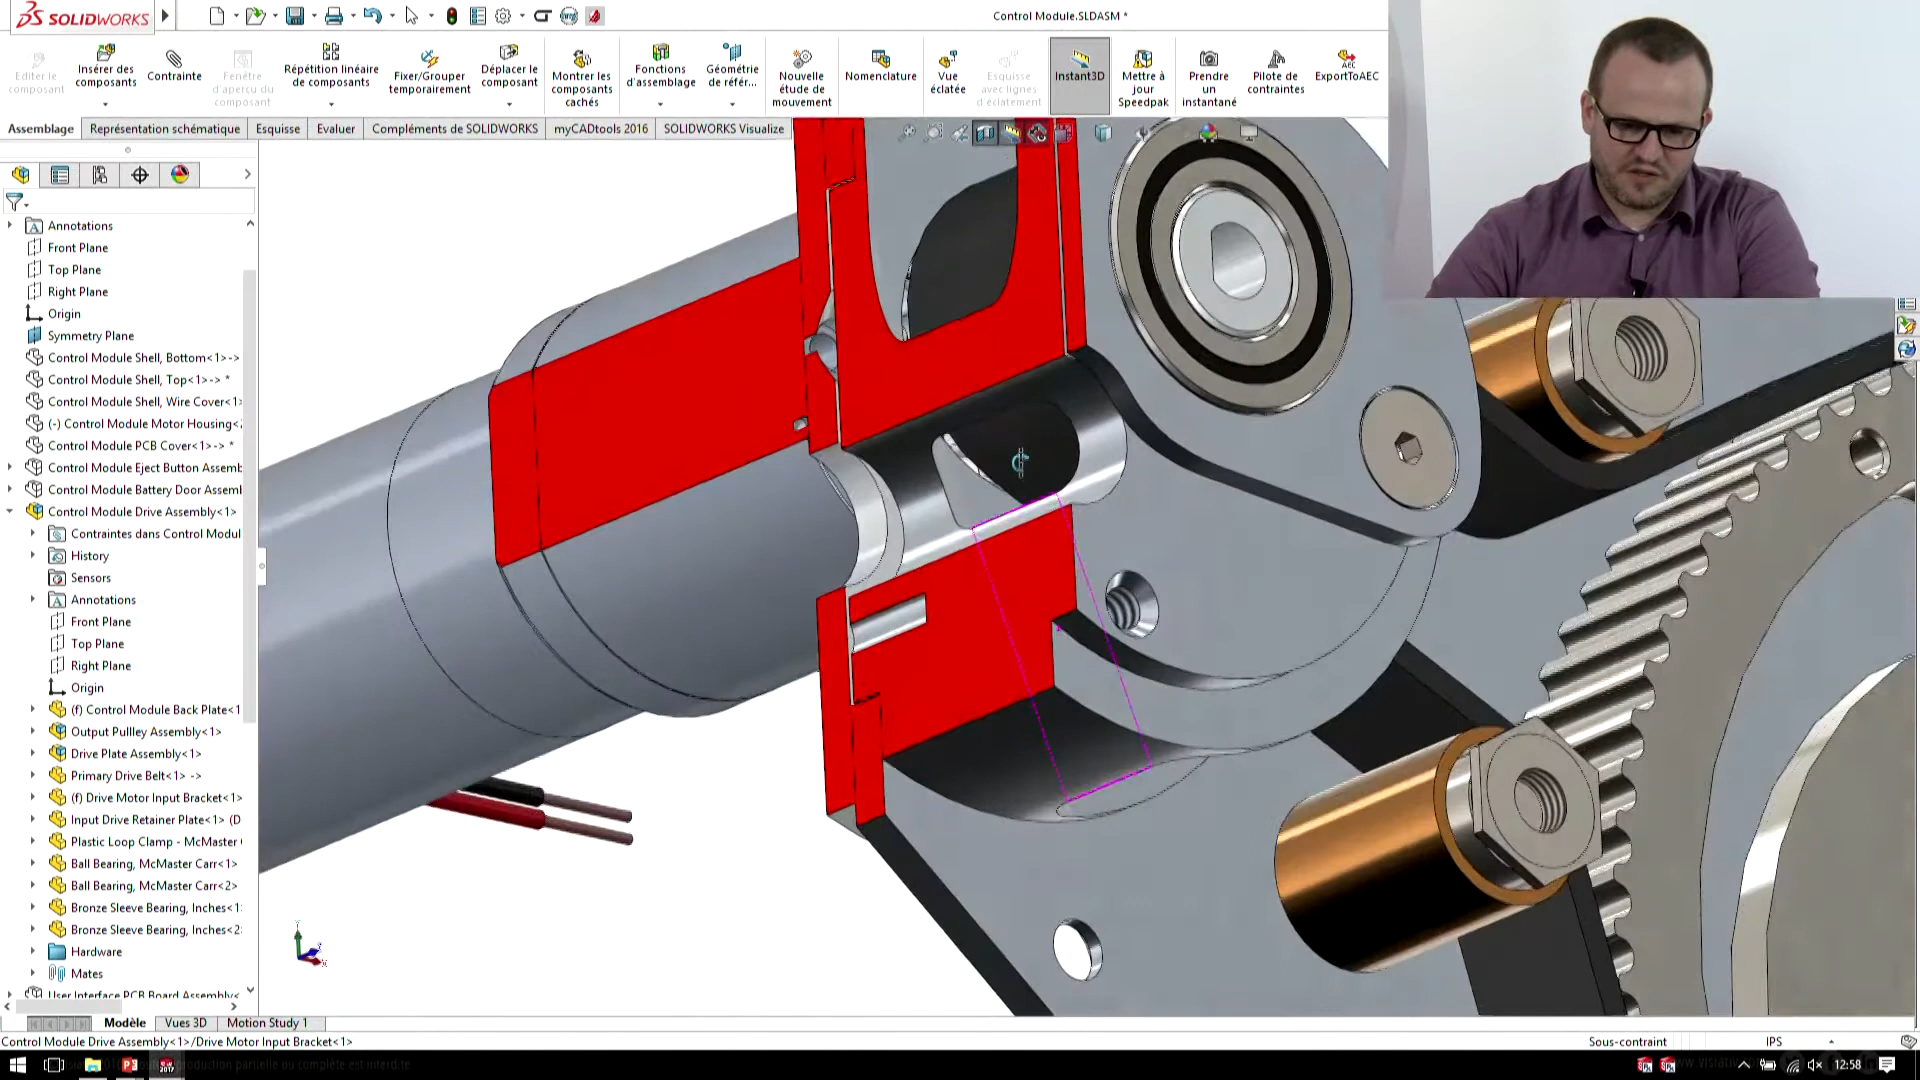 SOLIDWORKS
Control Module.SLDASM *
Editer le composant
Insérer des composants
Contrainte
Fenêtre d'aperçu du composant
Répétition linéaire de composants
Fixer/Grouper temporairement
Déplacer le composant
Montrer les composants cachés
Fonctions d'assemblage
Géométrie de référ...
Nouvelle étude de mouvement
Nomenclature
Vue éclatée
Esquisse avec lignes d'éclatement
Instant3D
Mettre à jour Speedpak
Prendre un instantané
Pilote de contraintes
ExportToAEC
Assemblage
Représentation schématique
Esquisse
Evaluer
Compléments de SOLIDWORKS
myCADtools 2016
SOLIDWORKS Visualize
Annotations
Front Plane
Top Plane
Right Plane
Origin
Symmetry Plane
Control Module Shell, Bottom<1>->
Control Module Shell, Top<1>-> *
Control Module Shell, Wire Cover<1>
(-) Control Module Motor Housing<2
Control Module PCB Cover<1>-> *
Control Module Eject Button Assemb
Control Module Battery Door Assembl
Control Module Drive Assembly<1>
Contraintes dans Control Modul
History
Sensors
Annotations
Front Plane
Top Plane
Right Plane
Origin
(f) Control Module Back Plate<1
Output Pullley Assembly<1>
Drive Plate Assembly<1>
Primary Drive Belt<1> ->
(f) Drive Motor Input Bracket<1>
Input Drive Retainer Plate<1> (D
Plastic Loop Clamp - McMaster
Ball Bearing, McMaster Carr<1>
Ball Bearing, McMaster Carr<2>
Bronze Sleeve Bearing, Inches<1
Bronze Sleeve Bearing, Inches<2
Hardware
Mates
User Interface PCB Board Assembly<
Modèle
Vues 3D
Motion Study 1
Control Module Drive Assembly<1>/Drive Motor Input Bracket<1>
Sous-contraint
IPS
12:58